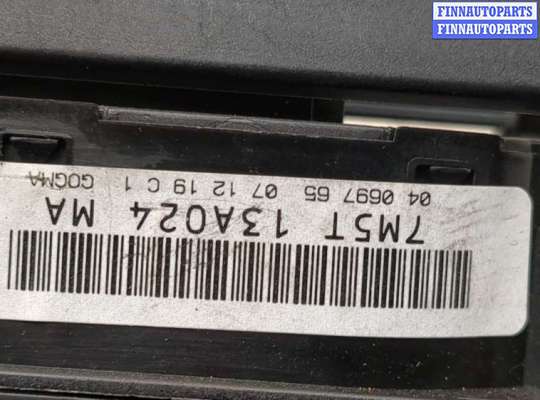 FINNAUTOPARTS
FINNAUTOPARTS
7M5T 13A024 MA
04 0697 65 07 12 19 C 1 GOGMA